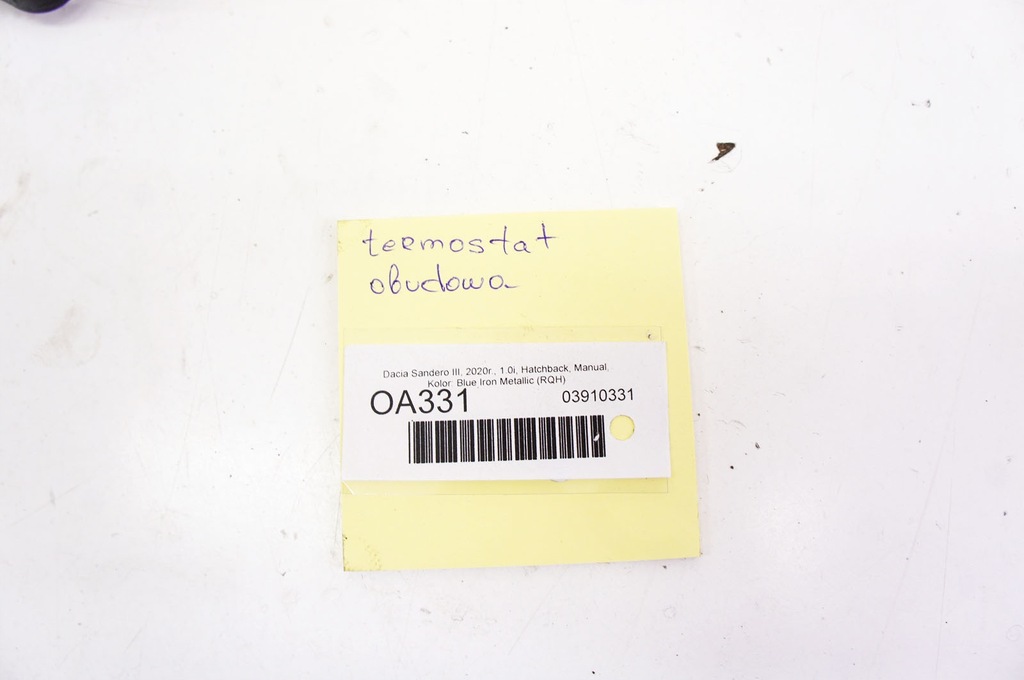 termostat
obudowa
Dacia Sandero III, 2020r., 1.0i, Hatchback, Manual,
Kolor: Blue Iron Metallic (RQH)
OA331 03910331